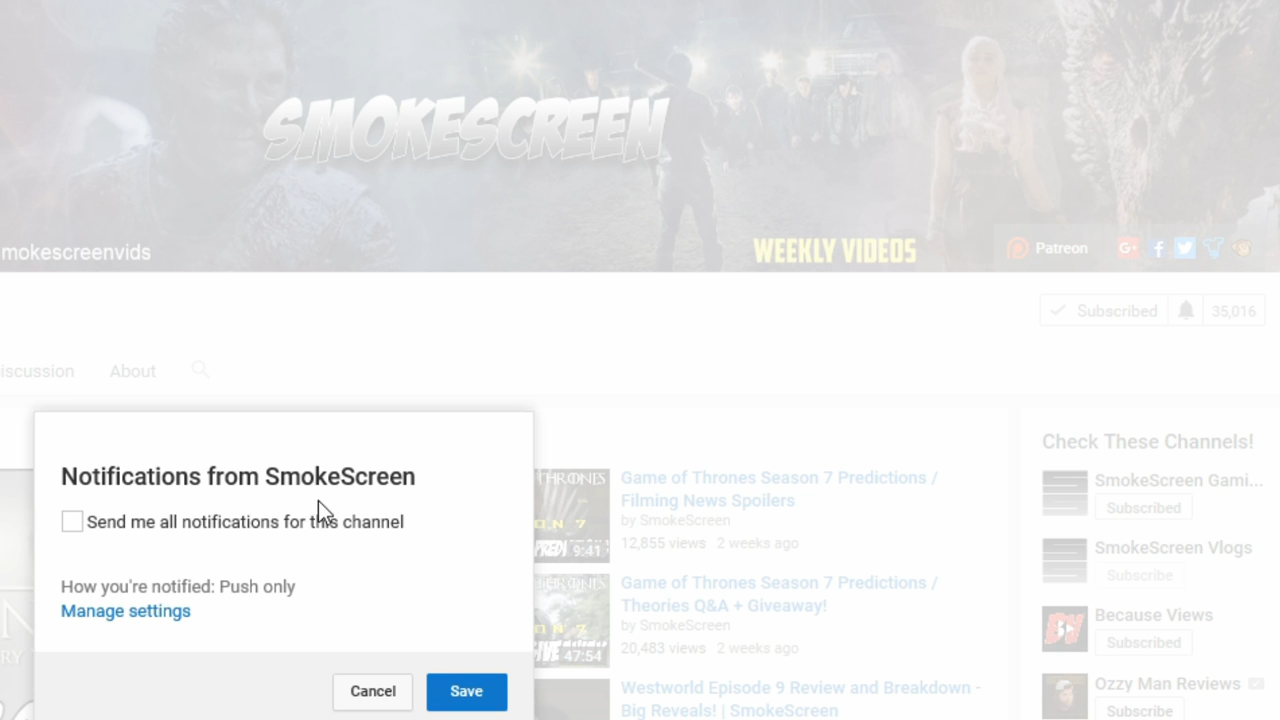 SMOKESCREEN
mokescreenvids
WEEKLY VIDEOS
Patreon
G+
Subscribed
35,016
iscussion
About
Notifications from SmokeScreen
Send me all notifications for this channel
How you're notified: Push only
Manage settings
Cancel
Save
THRONES
9:41
Game of Thrones Season 7 Predictions /
Filming News Spoilers
by SmokeScreen
12,855 views 2 weeks ago
47:54
Game of Thrones Season 7 Predictions /
Theories Q&A + Giveaway!
by SmokeScreen
20,483 views 2 weeks ago
Westworld Episode 9 Review and Breakdown -
Big Reveals! | SmokeScreen
Check These Channels!
SmokeScreen Gami...
Subscribed
SmokeScreen Vlogs
Subscribe
Because Views
Subscribed
Ozzy Man Reviews
Subscribe